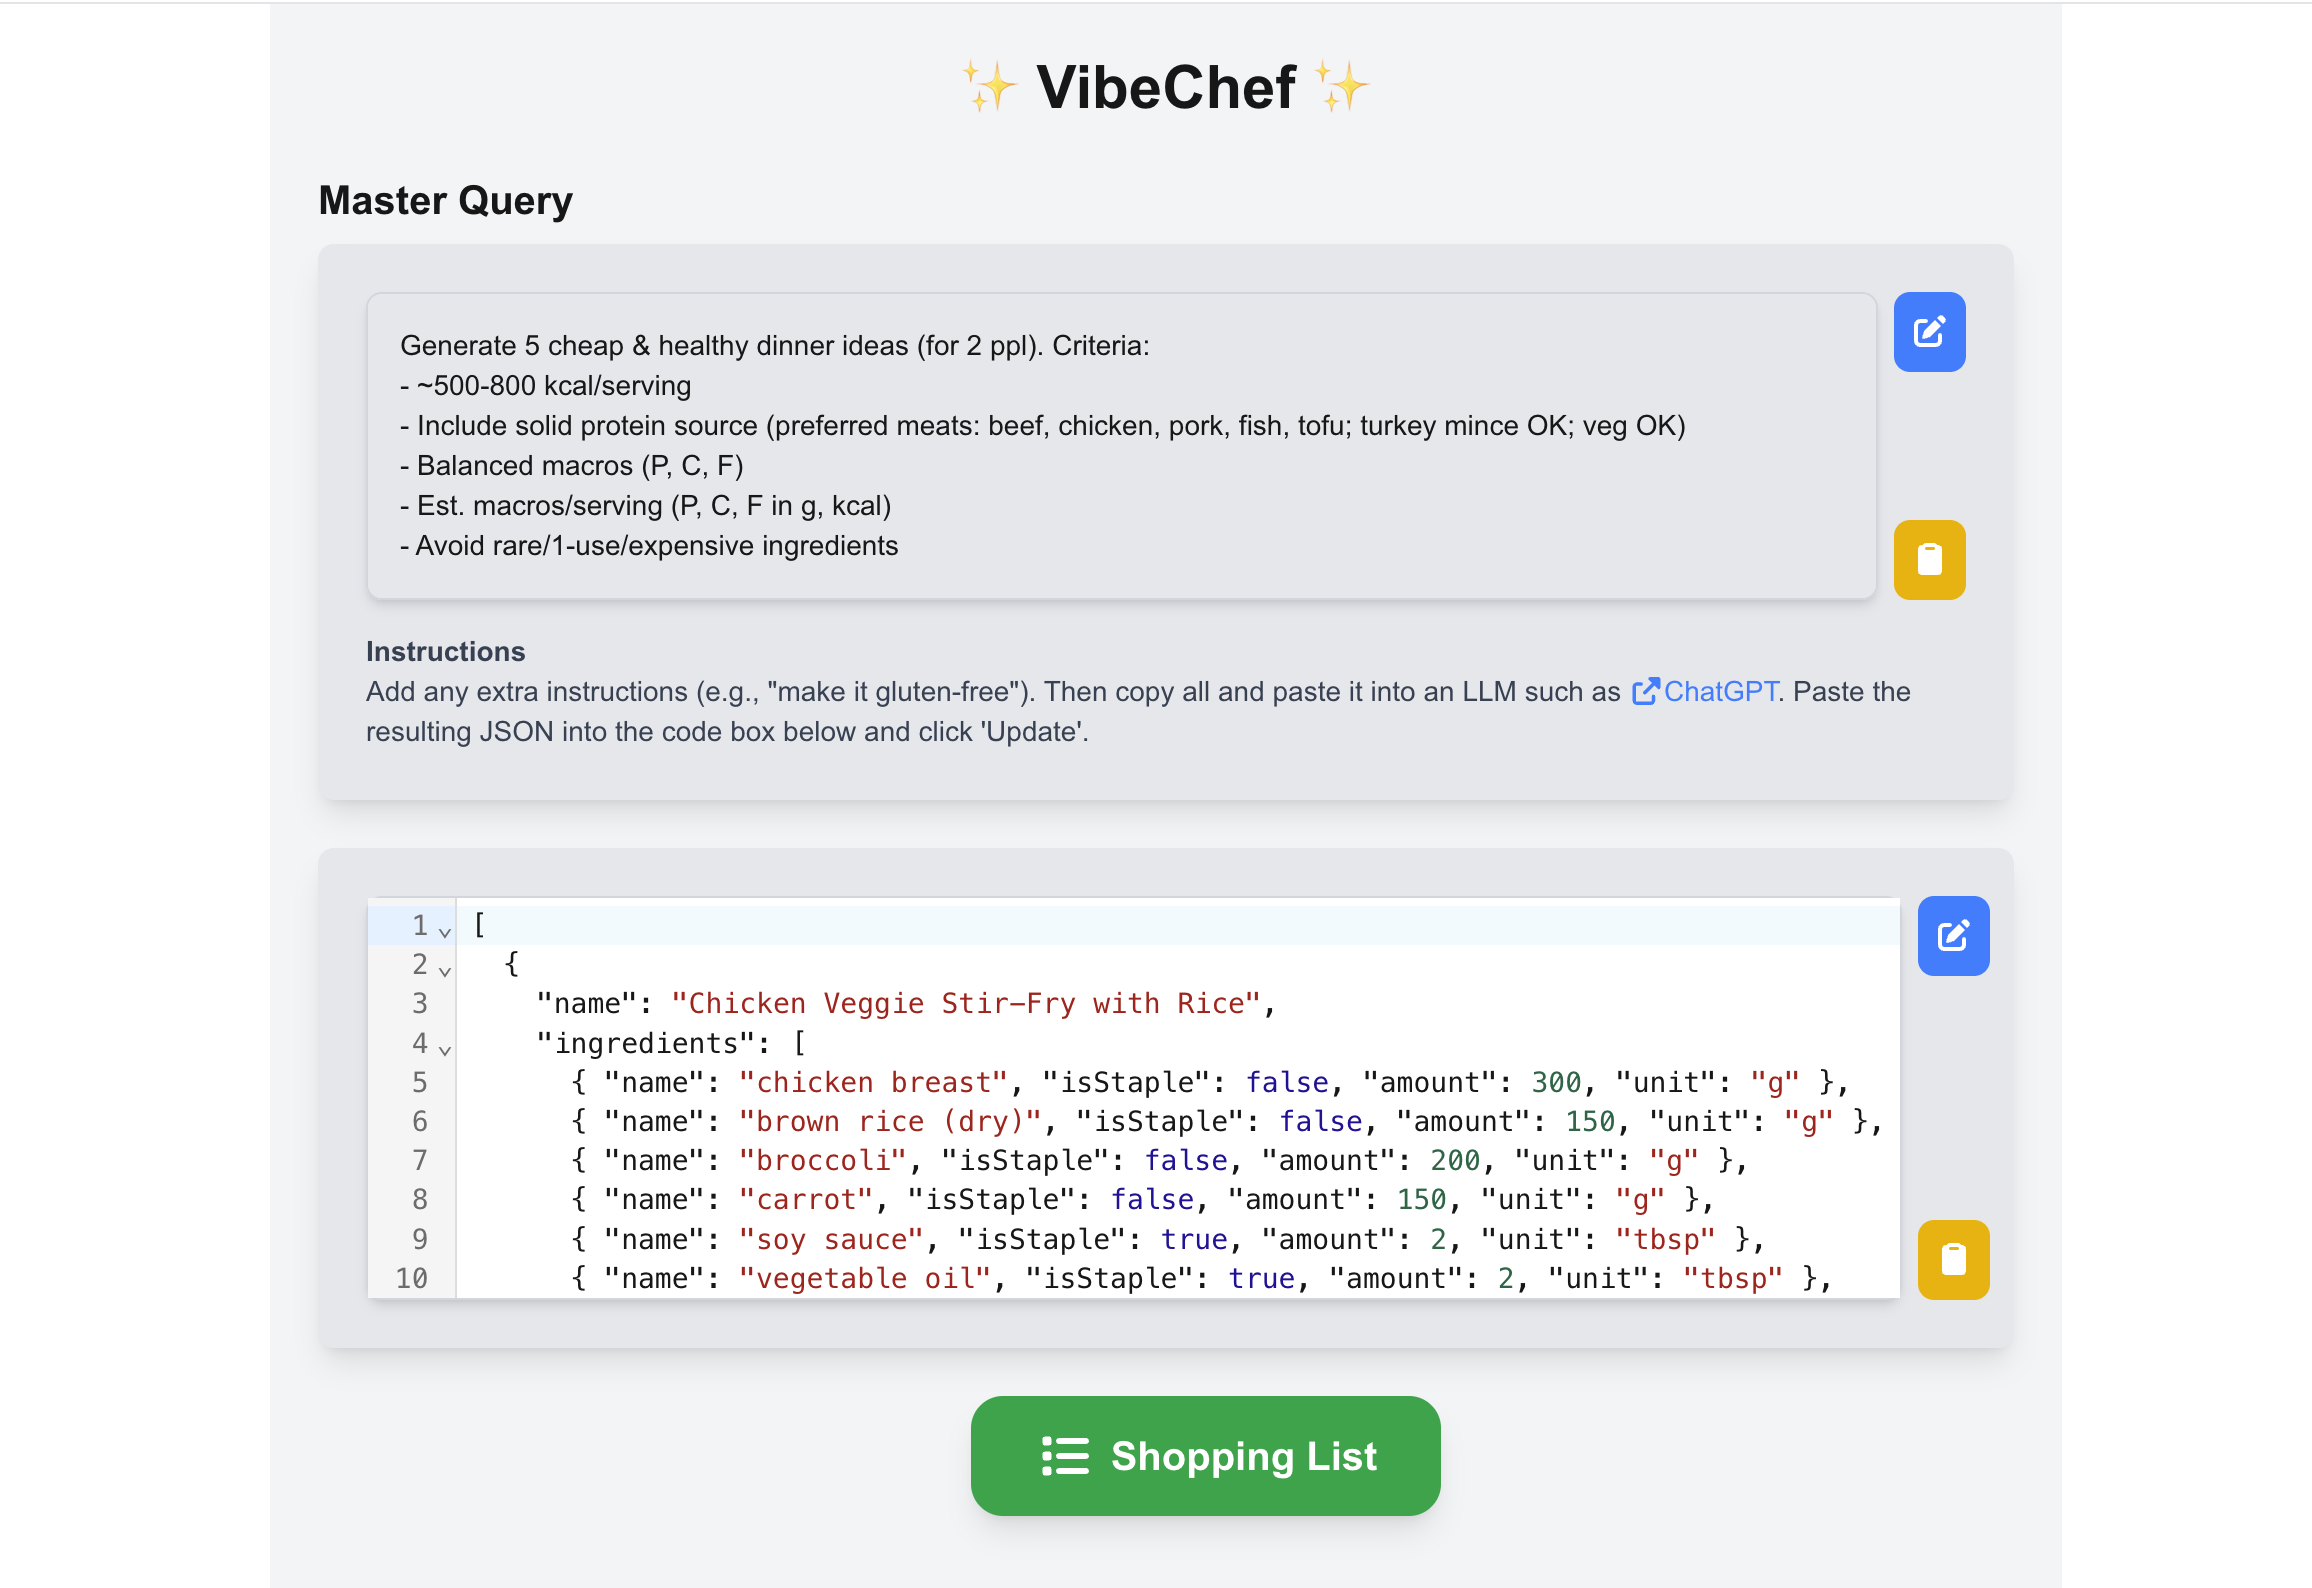 ✨ VibeChef ✨
Master Query
Generate 5 cheap & healthy dinner ideas (for 2 ppl). Criteria:
- ~500-800 kcal/serving
- Include solid protein source (preferred meats: beef, chicken, pork, fish, tofu; turkey mince OK; veg OK)
- Balanced macros (P, C, F)
- Est. macros/serving (P, C, F in g, kcal)
- Avoid rare/1-use/expensive ingredients
Instructions
Add any extra instructions (e.g., "make it gluten-free"). Then copy all and paste it into an LLM such as ChatGPT. Paste the
resulting JSON into the code box below and click 'Update'.
1 [
2 {
3 "name": "Chicken Veggie Stir-Fry with Rice",
4 "ingredients": [
5 { "name": "chicken breast", "isStaple": false, "amount": 300, "unit": "g" },
6 { "name": "brown rice (dry)", "isStaple": false, "amount": 150, "unit": "g" },
7 { "name": "broccoli", "isStaple": false, "amount": 200, "unit": "g" },
8 { "name": "carrot", "isStaple": false, "amount": 150, "unit": "g" },
9 { "name": "soy sauce", "isStaple": true, "amount": 2, "unit": "tbsp" },
10 { "name": "vegetable oil", "isStaple": true, "amount": 2, "unit": "tbsp" },
Shopping List